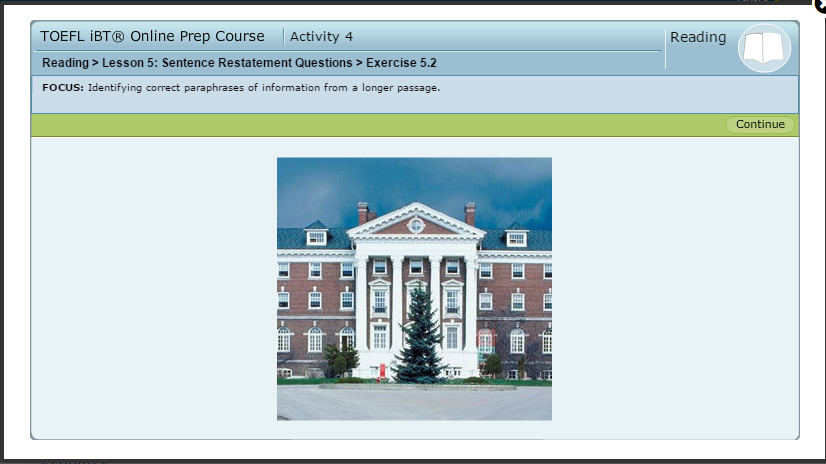 TOEFL iBT® Online Prep Course
Activity 4
Reading
Reading > Lesson 5: Sentence Restatement Questions > Exercise 5.2
FOCUS: Identifying correct paraphrases of information from a longer passage.
Continue